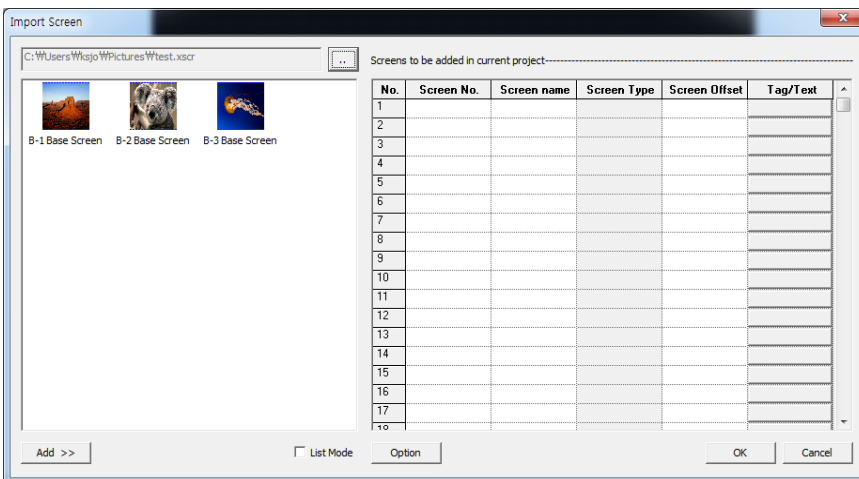 Import Screen
C:₩Users₩ksjo₩Pictures₩test.xscr
..
Screens to be added in current project
B-1 Base Screen B-2 Base Screen B-3 Base Screen
No. Screen No. Screen name Screen Type Screen Offset Tag/Text
1
2
3
4
5
6
7
8
9
10
11
12
13
14
15
16
17
18
Add >>
List Mode
Option
OK
Cancel